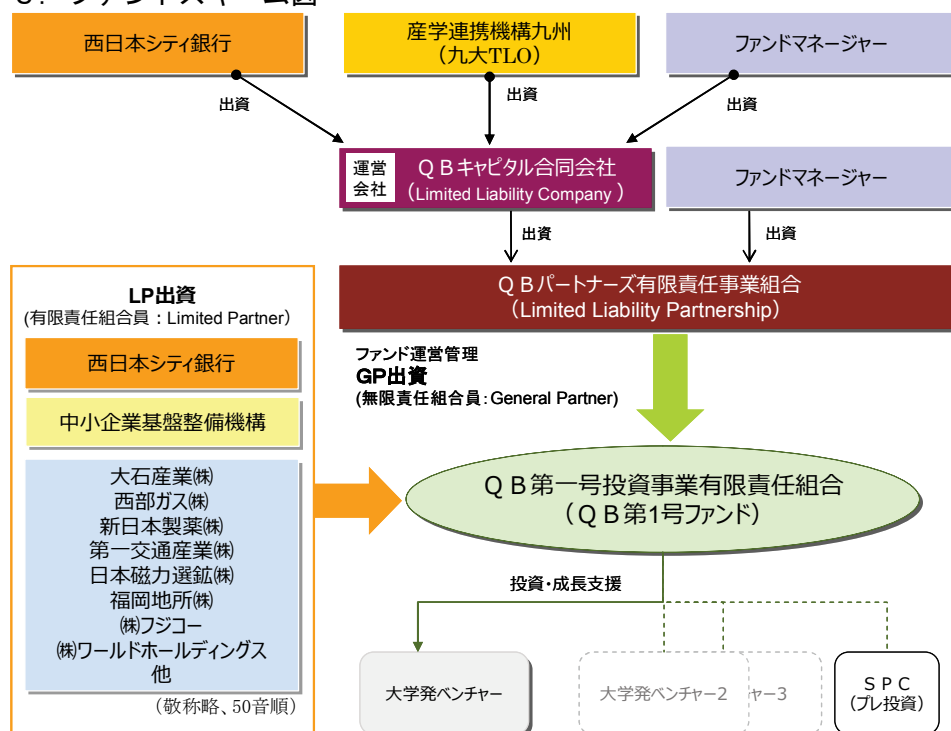 西日本シティ銀行
産学連携機構九州
（九大TLO）
ファンドマネージャー
出資
出資
出資
運営
会社
ＱＢキャピタル合同会社
（Limited Liability Company ）
ファンドマネージャー
出資
出資
ＱＢパートナーズ有限責任事業組合
（Limited Liability Partnership）
LP出資
(有限責任組合員：Limited Partner）
西日本シティ銀行
中小企業基盤整備機構
大石産業㈱
西部ガス㈱
新日本製薬㈱
第一交通産業㈱
日本磁力選鉱㈱
福岡地所㈱
㈱フジコー
㈱ワールドホールディングス
他
（敬称略、50音順）
ファンド運営管理
GP出資
(無限責任組合員：General Partner)
ＱＢ第一号投資事業有限責任組合
（ＱＢ第1号ファンド）
投資・成長支援
大学発ベンチャー
大学発ベンチャー2
ャー3
ＳＰＣ
（プレ投資）